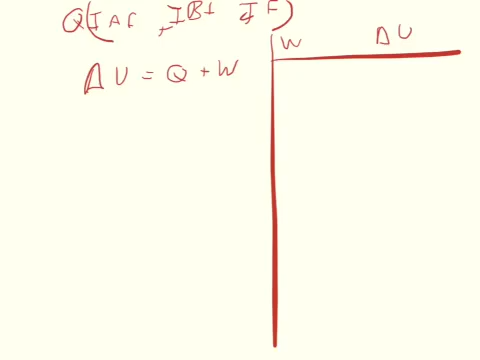 Q(IAF, IBF IF)
W ΔU
ΔU = Q + W